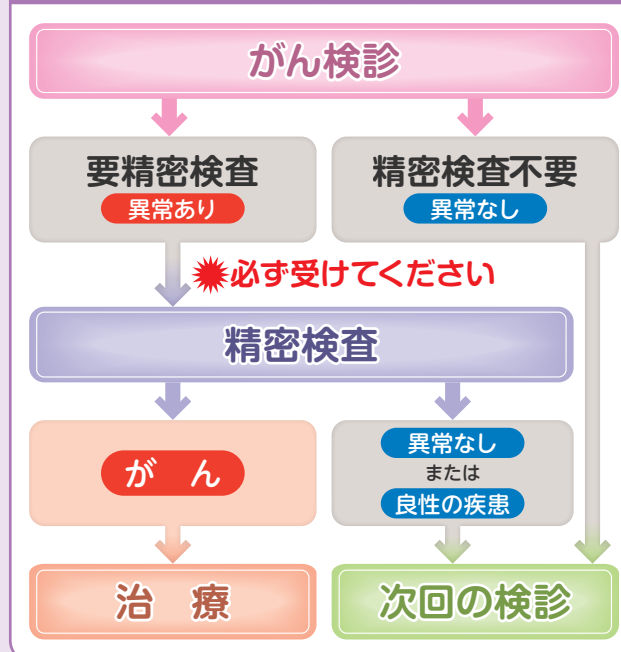 がん検診
要精密検査
異常あり
精密検査不要
異常なし
必ず受けてください
精密検査
がん
異常なし
または
良性の疾患
治療
次回の検診